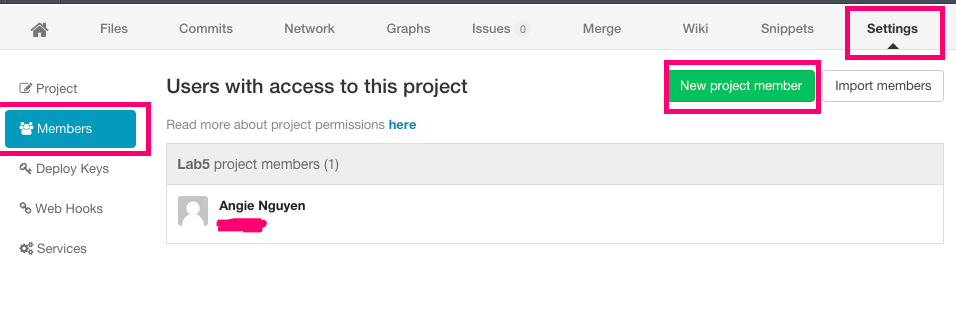 Files Commits Network Graphs Issues 0 Merge Wiki Snippets Settings
Project
Members
Deploy Keys
Web Hooks
Services
Users with access to this project
New project member
Import members
Read more about project permissions here
Lab5 project members (1)
Angie Nguyen